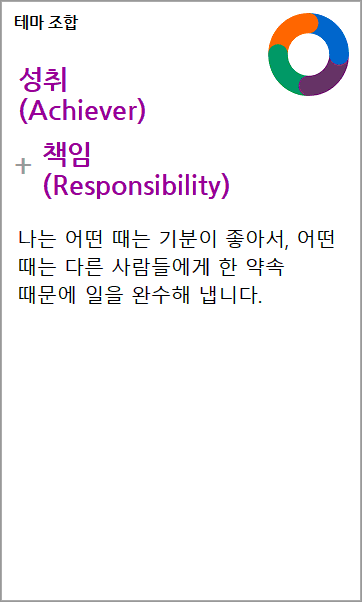 테마 조합
성취
(Achiever)
+ 책임
(Responsibility)
나는 어떤 때는 기분이 좋아서, 어떤
때는 다른 사람들에게 한 약속
때문에 일을 완수해 냅니다.